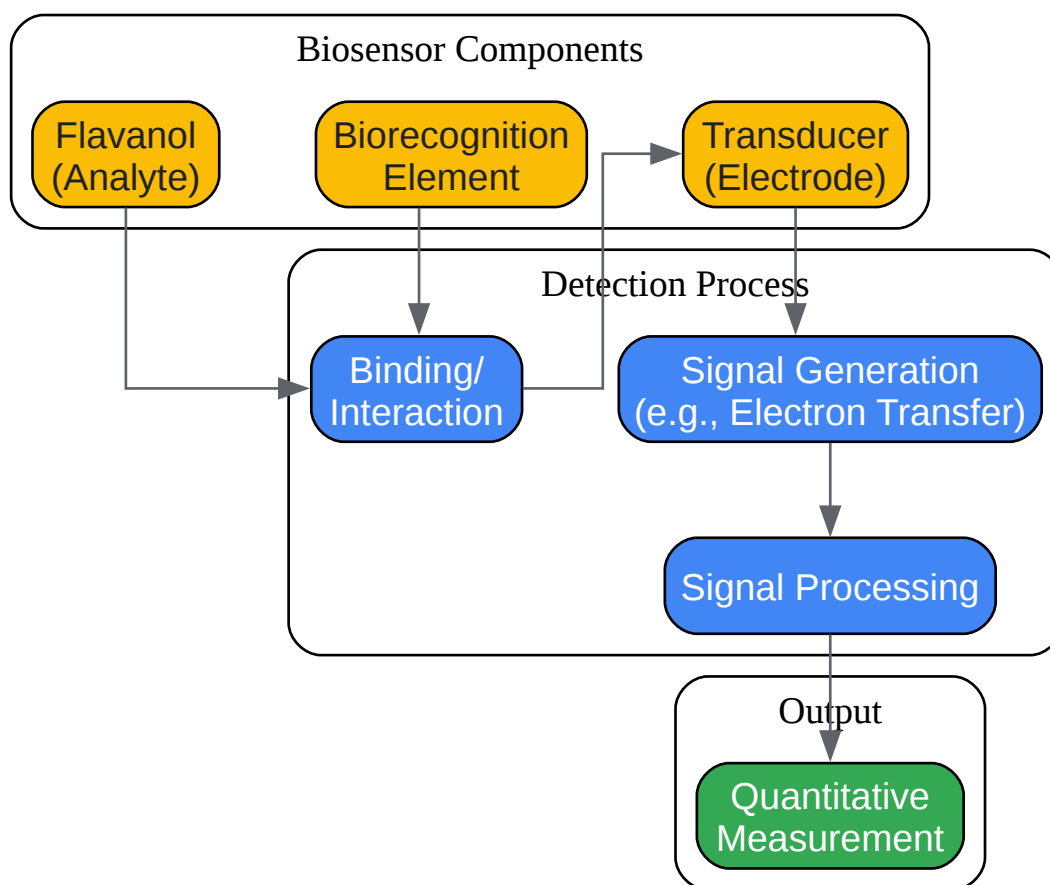 Biosensor Components
Flavanol
(Analyte)
Biorecognition
Element
Transducer
(Electrode)
Detection Process
Binding/
Interaction
Signal Generation
(e.g., Electron Transfer)
Signal Processing
Output
Quantitative
Measurement